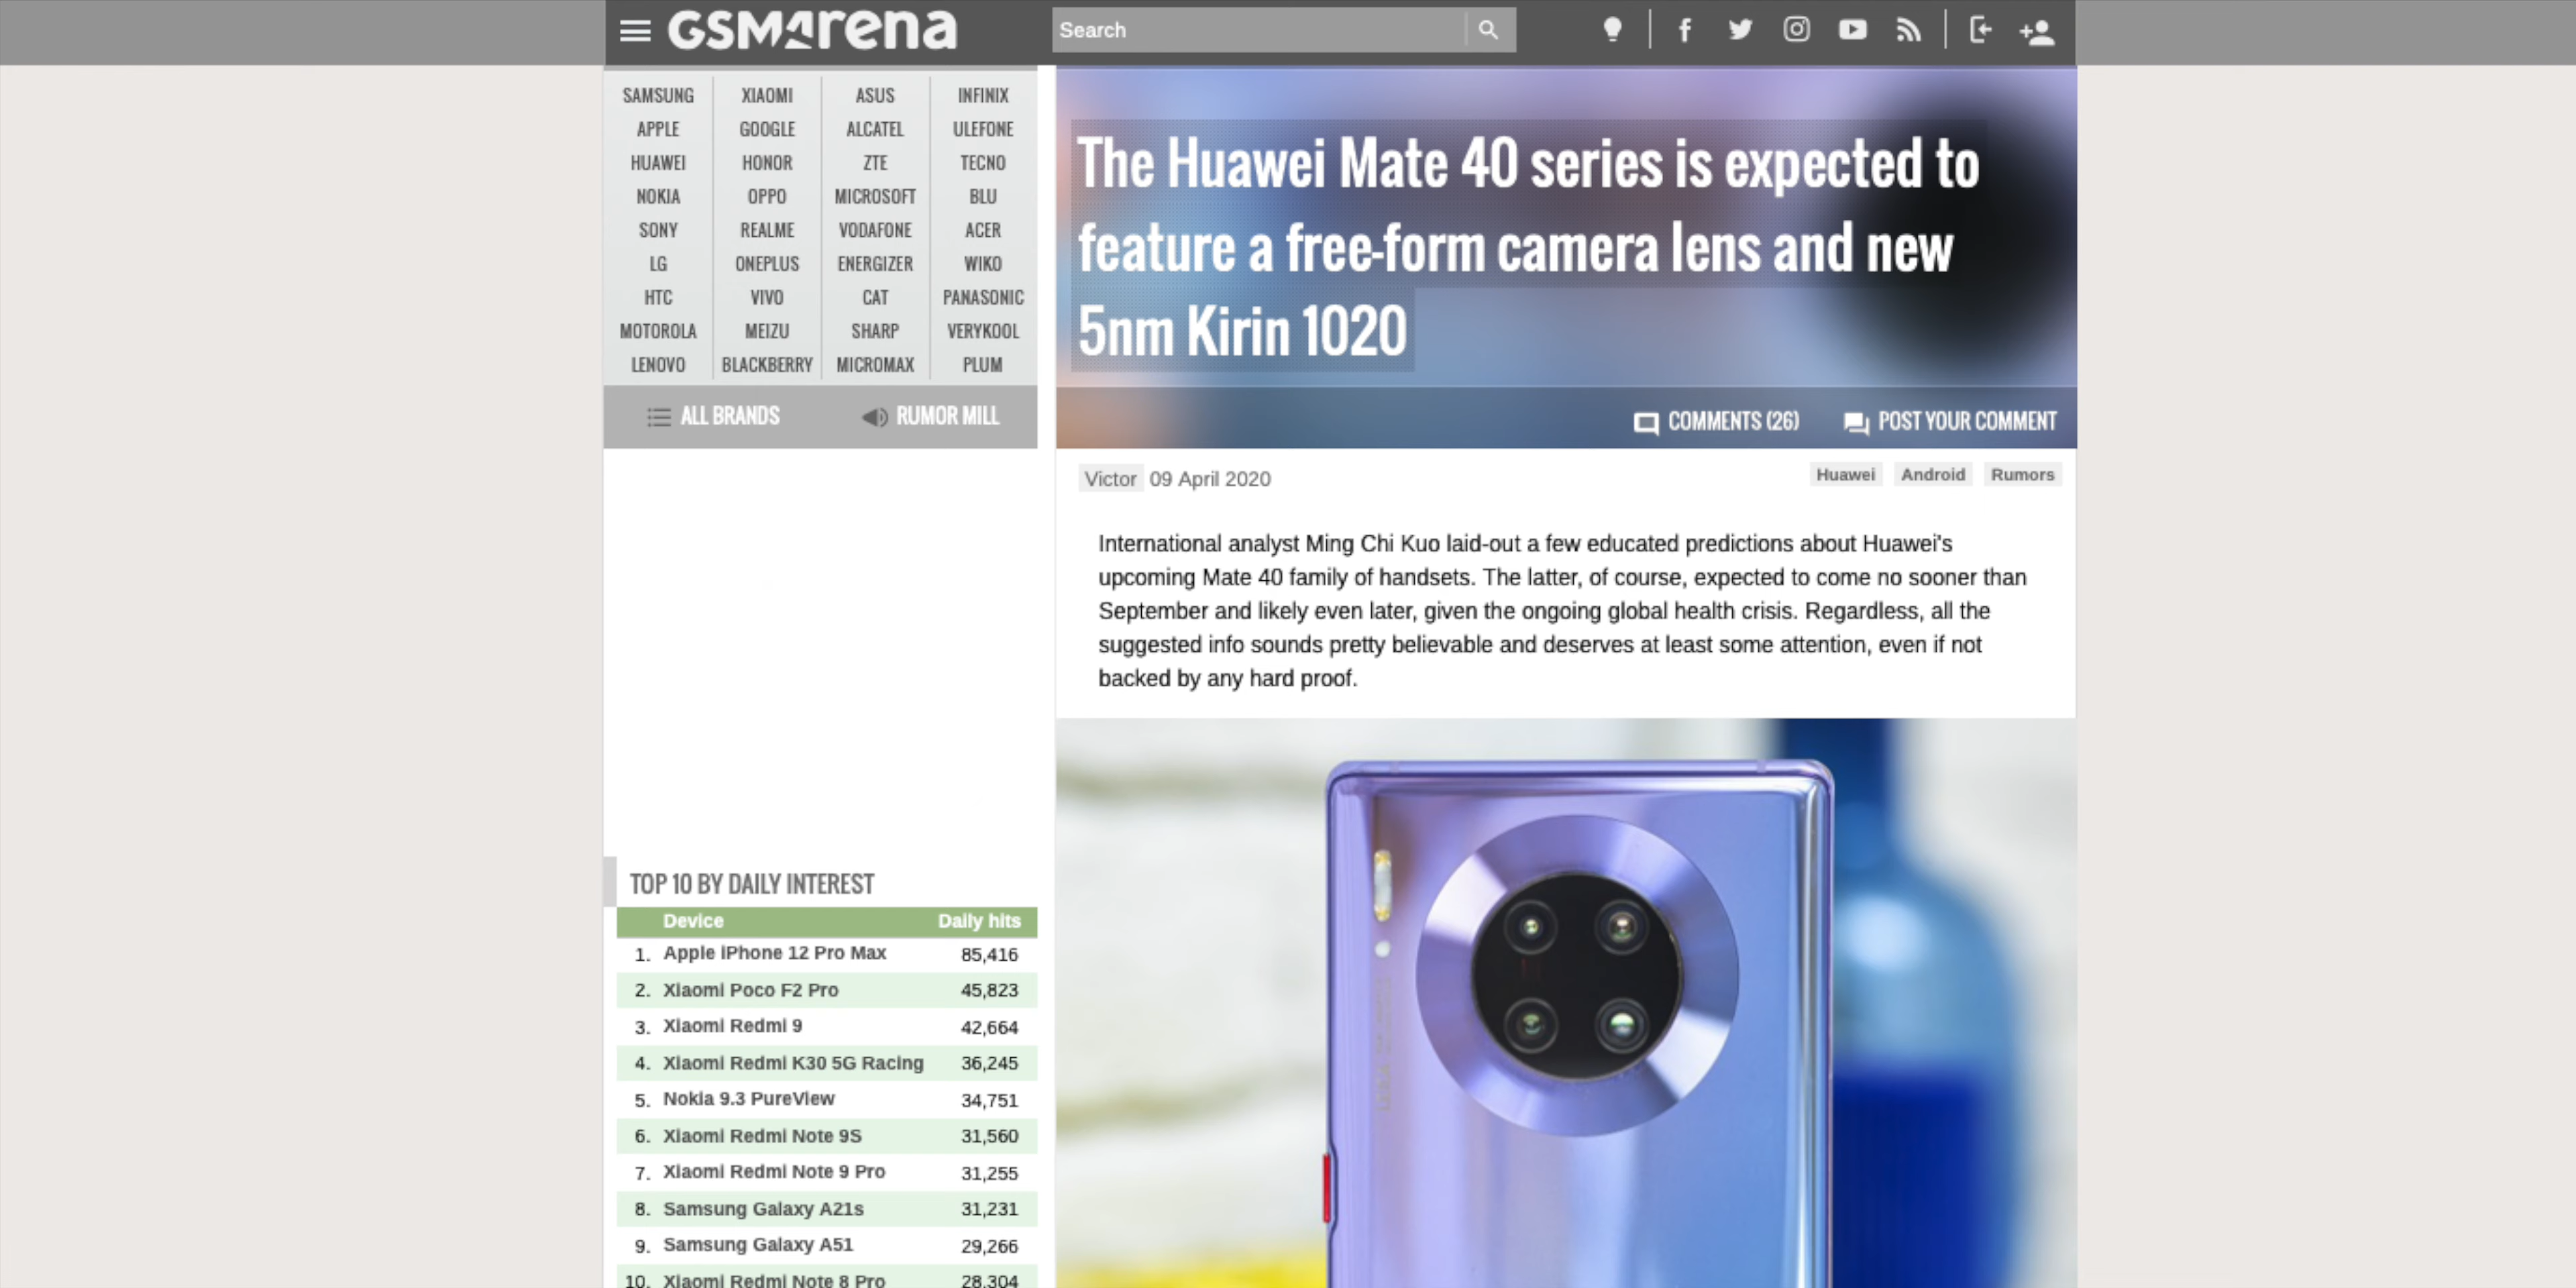 GSMArena
Search
SAMSUNG XIAOMI ASUS INFINIX
APPLE GOOGLE ALCATEL ULEFONE
HUAWEI HONOR ZTE TECNO
NOKIA OPPO MICROSOFT BLU
SONY REALME VODAFONE ACER
LG ONEPLUS ENERGIZER WIKO
HTC VIVO CAT PANASONIC
MOTOROLA MEIZU SHARP VERYKOOL
LENOVO BLACKBERRY MICROMAX PLUM
ALL BRANDS RUMOR MILL
The Huawei Mate 40 series is expected to
feature a free-form camera lens and new
5nm Kirin 1020
COMMENTS (26) POST YOUR COMMENT
Victor 09 April 2020
Huawei Android Rumors
International analyst Ming Chi Kuo laid-out a few educated predictions about Huawei's
upcoming Mate 40 family of handsets. The latter, of course, expected to come no sooner than
September and likely even later, given the ongoing global health crisis. Regardless, all the
suggested info sounds pretty believable and deserves at least some attention, even if not
backed by any hard proof.
TOP 10 BY DAILY INTEREST
Device Daily hits
1. Apple iPhone 12 Pro Max 85,416
2. Xiaomi Poco F2 Pro 45,823
3. Xiaomi Redmi 9 42,664
4. Xiaomi Redmi K30 5G Racing 36,245
5. Nokia 9.3 PureView 34,751
6. Xiaomi Redmi Note 9S 31,560
7. Xiaomi Redmi Note 9 Pro 31,255
8. Samsung Galaxy A21s 31,231
9. Samsung Galaxy A51 29,266
10. Xiaomi Redmi Note 8 Pro 28,304